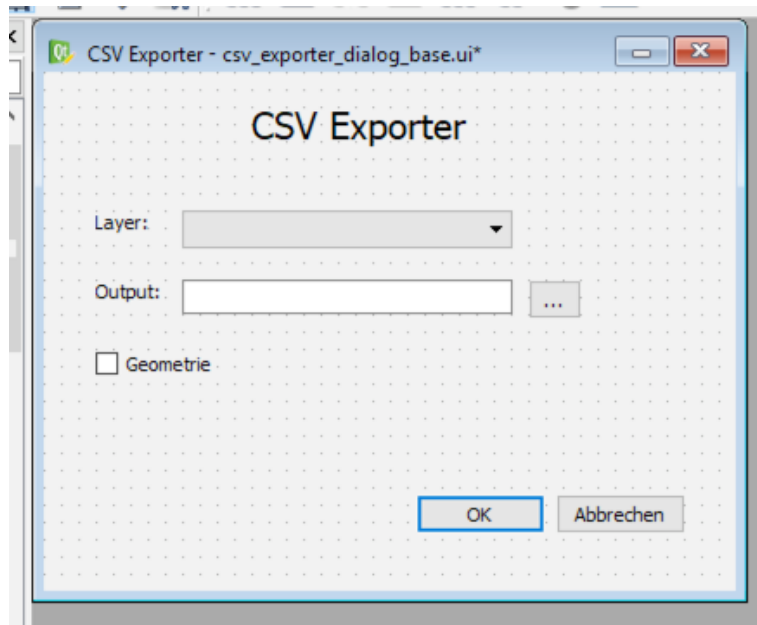 CSV Exporter - csv_exporter_dialog_base.ui*
CSV Exporter
Layer:
Output:
...
Geometrie
OK
Abbrechen